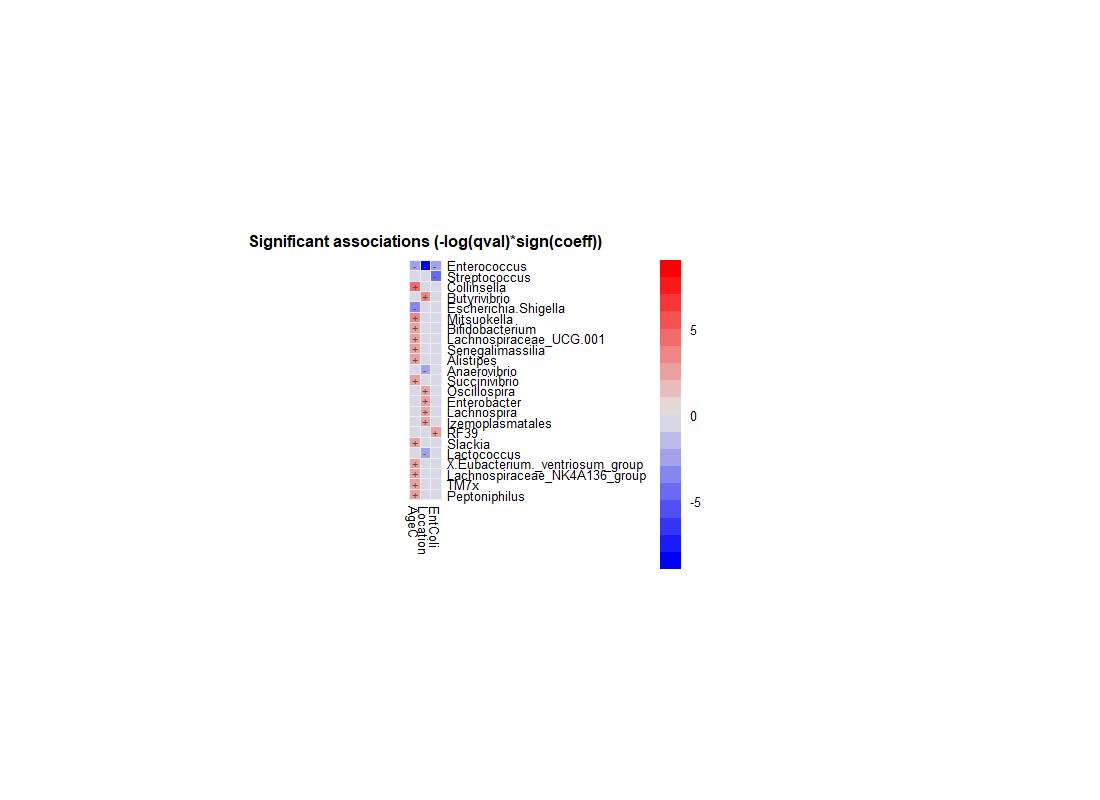 Significant associations (-log(qval)*sign(coeff))
- - - Enterococcus
- Streptococcus
+ Collinsella
+ Butyrivibrio
- Escherichia.Shigella
+ Mitsuokella
+ Bifidobacterium
+ Lachnospiraceae_UCG.001
+ Senegalimassilia
+ Alistipes
- Anaerovibrio
+ Succinivibrio
+ Oscillospira
+ Enterobacter
+ Lachnospira
+ Izemoplasmatales
+ RF39
+ Slackia
- Lactococcus
+ X.Eubacterium._ventriosum_group
+ Lachnospiraceae_NK4A136_group
+ TM7x
+ Peptoniphilus
AgeC
Location
EntColi
5
0
-5